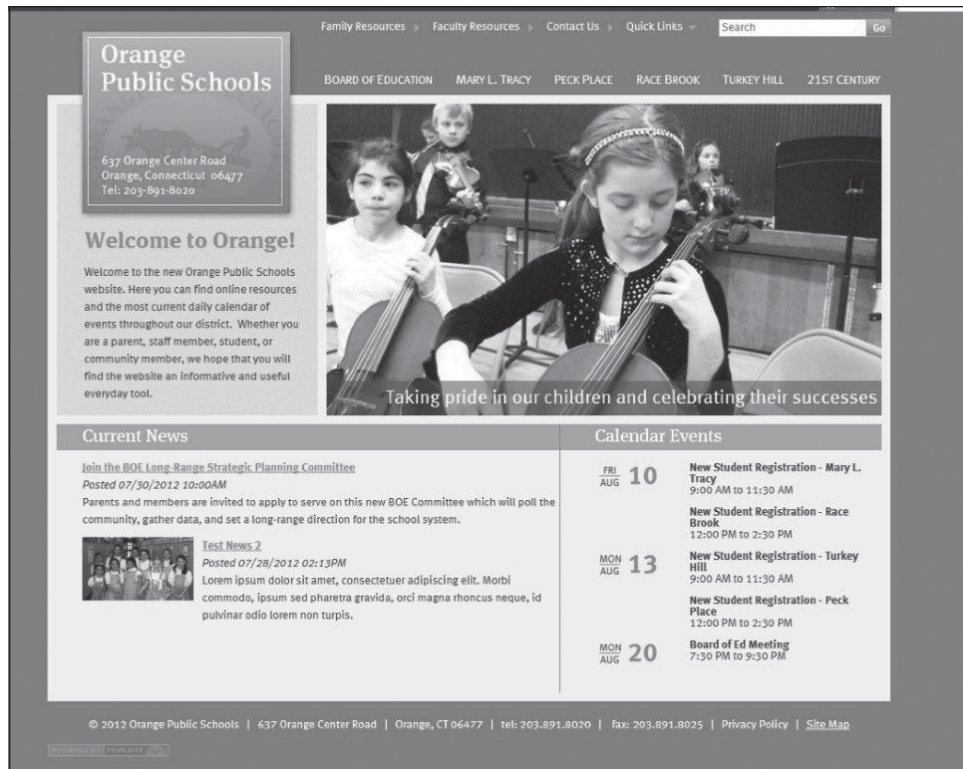 Family Resources Faculty Resources Contact Us Quick Links Search Go
Orange
Public Schools
637 Orange Center Road
Orange, Connecticut 06477
Tel: 203-891-8020
BOARD OF EDUCATION MARY L. TRACY PECK PLACE RACE BROOK TURKEY HILL 21ST CENTURY
Welcome to Orange!
Welcome to the new Orange Public Schools
website. Here you can find online resources
and the most current daily calendar of
events throughout our district. Whether you
are a parent, staff member, student, or
community member, we hope that you will
find the website an informative and useful
everyday tool.
Taking pride in our children and celebrating their successes
Current News
Join the BOE Long-Range Strategic Planning Committee
Posted 07/30/2012 10:00AM
Parents and members are invited to apply to serve on this new BOE Committee which will poll the
community, gather data, and set a long-range direction for the school system.
Test News 2
Posted 07/28/2012 02:13PM
Lorem ipsum dolor sit amet, consectetuer adipiscing elit. Morbi
commodo, ipsum sed pharetra gravida, orci magna rhoncus neque, id
pulvinar odio lorem non turpis.
Calendar Events
FRI
AUG 10
New Student Registration - Mary L.
Tracy
9:00 AM to 11:30 AM
New Student Registration - Race
Brook
12:00 PM to 2:30 PM
MON
AUG 13
New Student Registration - Turkey
Hill
9:00 AM to 11:30 AM
New Student Registration - Peck
Place
12:00 PM to 2:30 PM
MON
AUG 20
Board of Ed Meeting
7:30 PM to 9:30 PM
© 2012 Orange Public Schools | 637 Orange Center Road | Orange, CT 06477 | tel: 203.891.8020 | fax: 203.891.8025 | Privacy Policy | Site Map
POWERED BY FINALSITE